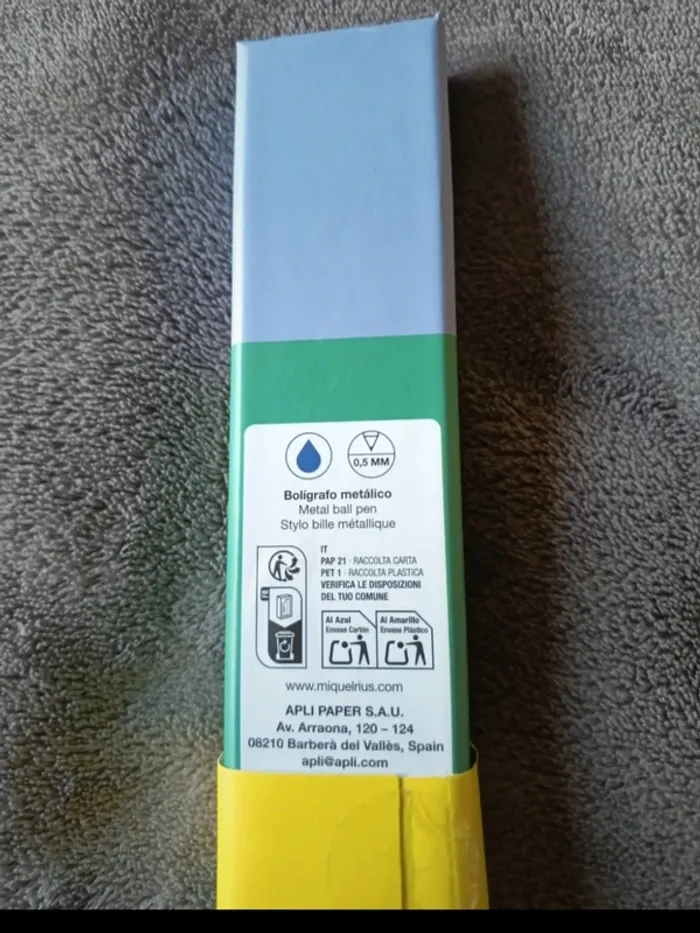 0,5 MM
Bolígrafo metálico
Metal ball pen
Stylo bille métallique
IT
PAP 21 - RACCOLTA CARTA
PET 1 - RACCOLTA PLASTICA
VERIFICA LE DISPOSIZIONI
DEL TUO COMUNE
Al Azul
Envase Cartón
Al Amarillo
Envase Plástico
www.miquelrius.com
APLI PAPER S.A.U.
Av. Arraona, 120 – 124
08210 Barberà del Vallès, Spain
apli@apli.com